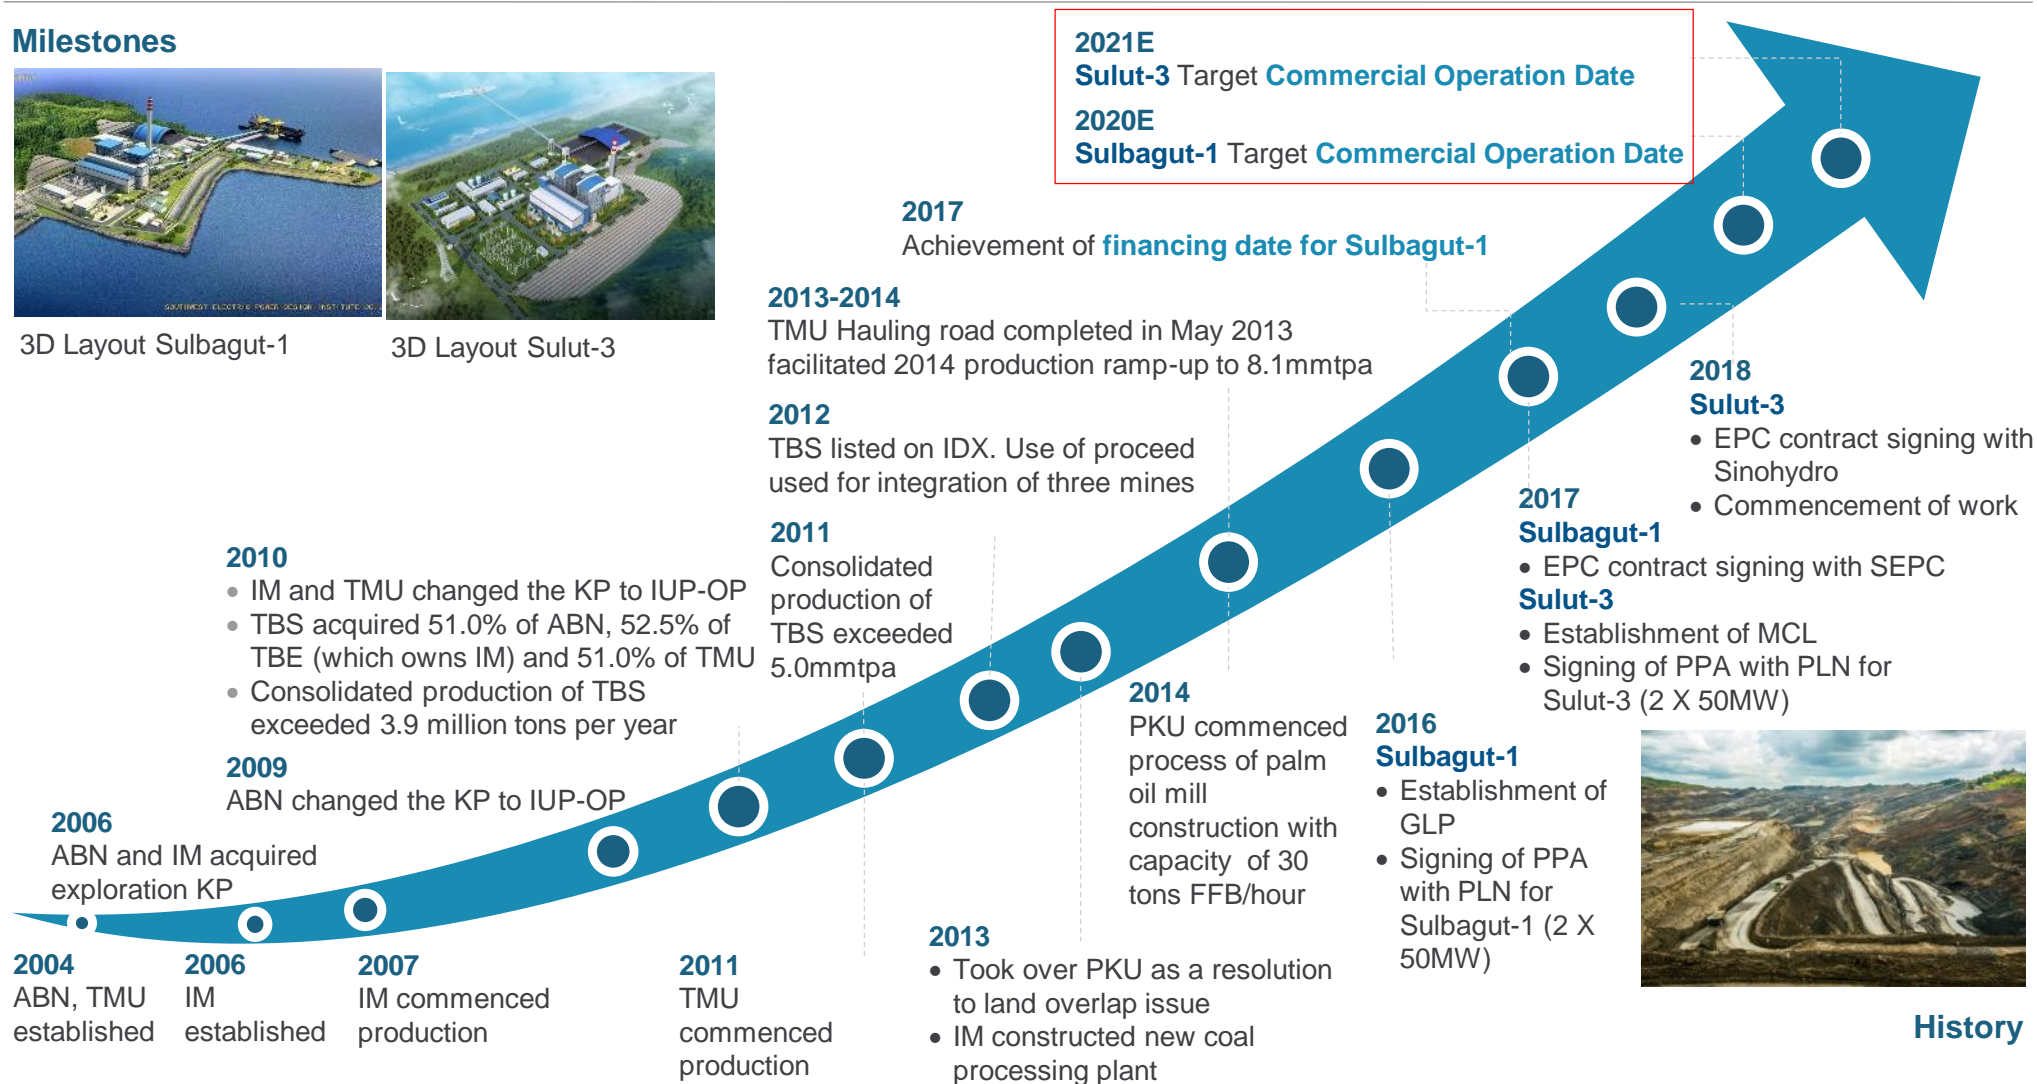 Milestones
SOUTHWEST ELECTRIC POWER DESIGN INSTITUTE CO.
3D Layout Sulbagut-1
3D Layout Sulut-3
2021E
Sulut-3 Target Commercial Operation Date
2020E
Sulbagut-1 Target Commercial Operation Date
2017
Achievement of financing date for Sulbagut-1
2013-2014
TMU Hauling road completed in May 2013
facilitated 2014 production ramp-up to 8.1mmtpa
2012
TBS listed on IDX. Use of proceed
used for integration of three mines
2011
Consolidated
production of
TBS exceeded
5.0mmtpa
2010
• IM and TMU changed the KP to IUP-OP
• TBS acquired 51.0% of ABN, 52.5% of
TBE (which owns IM) and 51.0% of TMU
• Consolidated production of TBS
exceeded 3.9 million tons per year
2009
ABN changed the KP to IUP-OP
2006
ABN and IM acquired
exploration KP
2004
ABN, TMU
established
2006
IM
established
2007
IM commenced
production
2011
TMU
commenced
production
2013
• Took over PKU as a resolution
to land overlap issue
• IM constructed new coal
processing plant
2014
PKU commenced
process of palm
oil mill
construction with
capacity of 30
tons FFB/hour
2016
Sulbagut-1
• Establishment of
GLP
• Signing of PPA
with PLN for
Sulbagut-1 (2 X
50MW)
2017
Sulbagut-1
• EPC contract signing with SEPC
Sulut-3
• Establishment of MCL
• Signing of PPA with PLN for
Sulut-3 (2 X 50MW)
2018
Sulut-3
• EPC contract signing with
Sinohydro
• Commencement of work
History